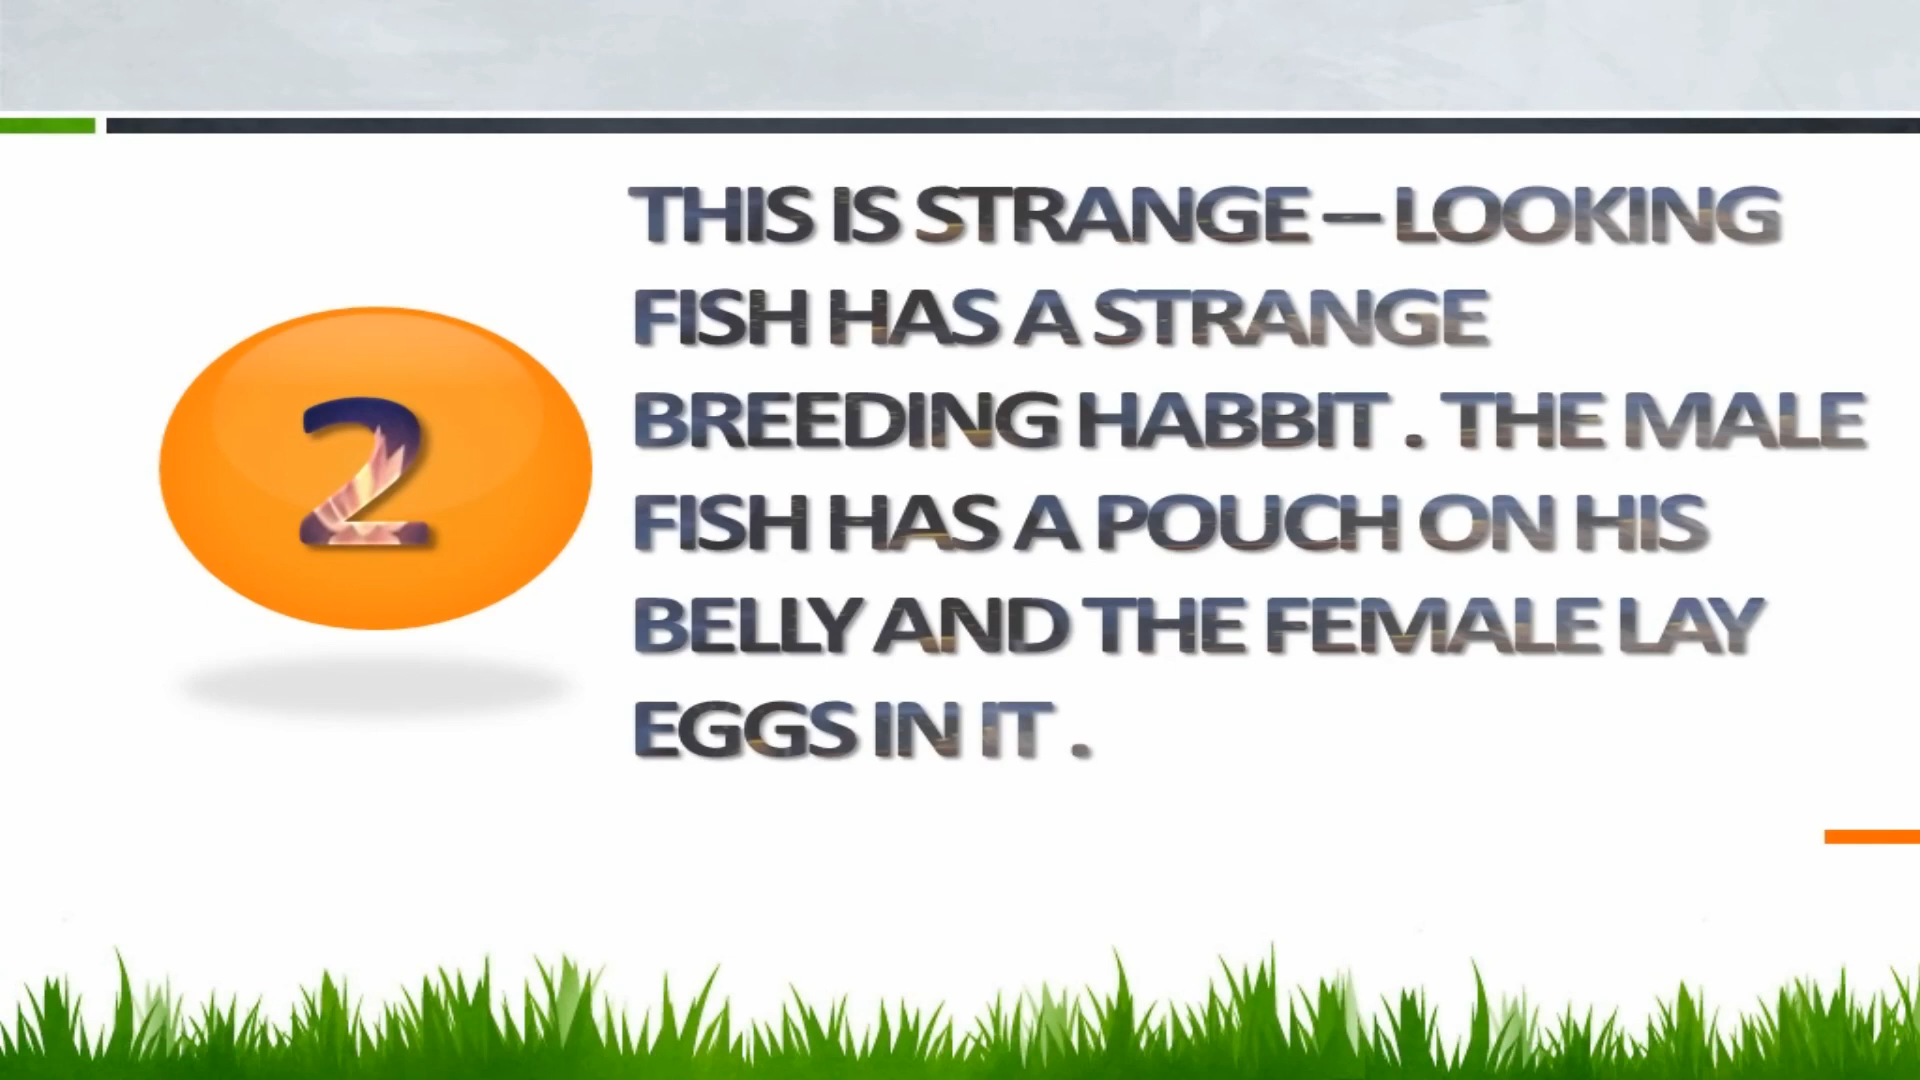 2
THIS IS STRANGE – LOOKING
FISH HAS A STRANGE
BREEDING HABBIT . THE MALE
FISH HAS A POUCH ON HIS
BELLY AND THE FEMALE LAY
EGGS IN IT .